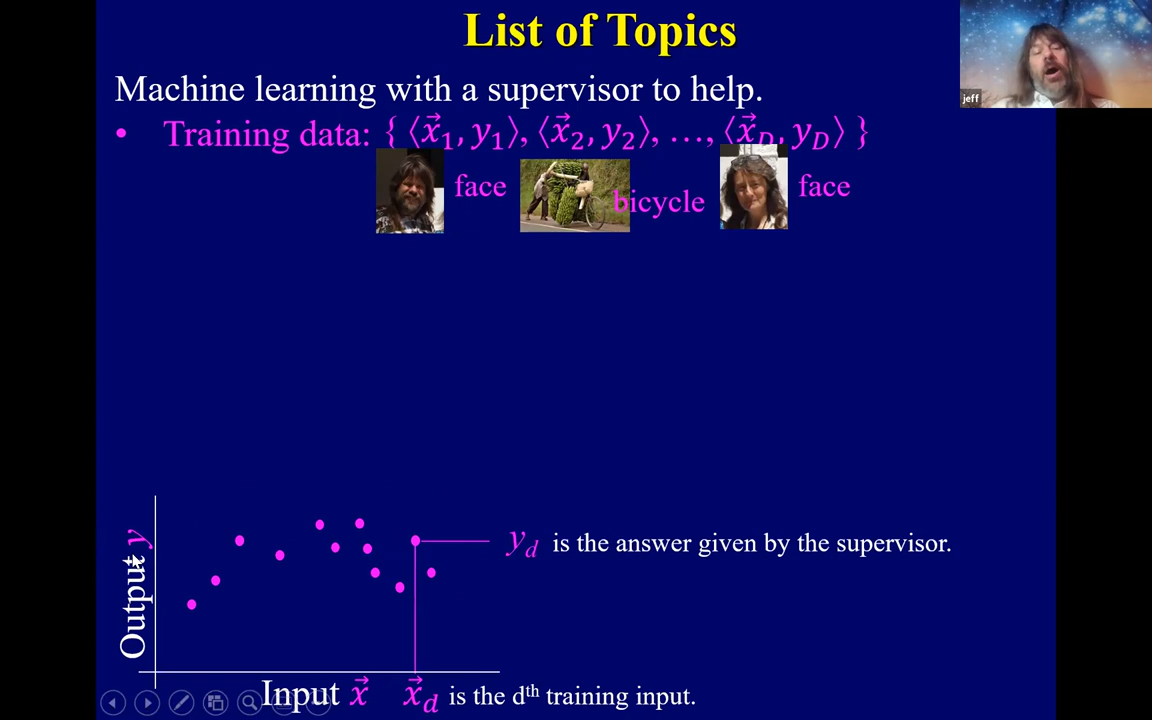 List of Topics
jeff
Machine learning with a supervisor to help.
• Training data: { ⟨x⃗₁, y₁⟩, ⟨x⃗₂, y₂⟩, …, ⟨x⃗_D, y_D⟩ }
face bicycle face
Output y
y_d is the answer given by the supervisor.
Input x⃗ x⃗_d is the dᵗʰ training input.